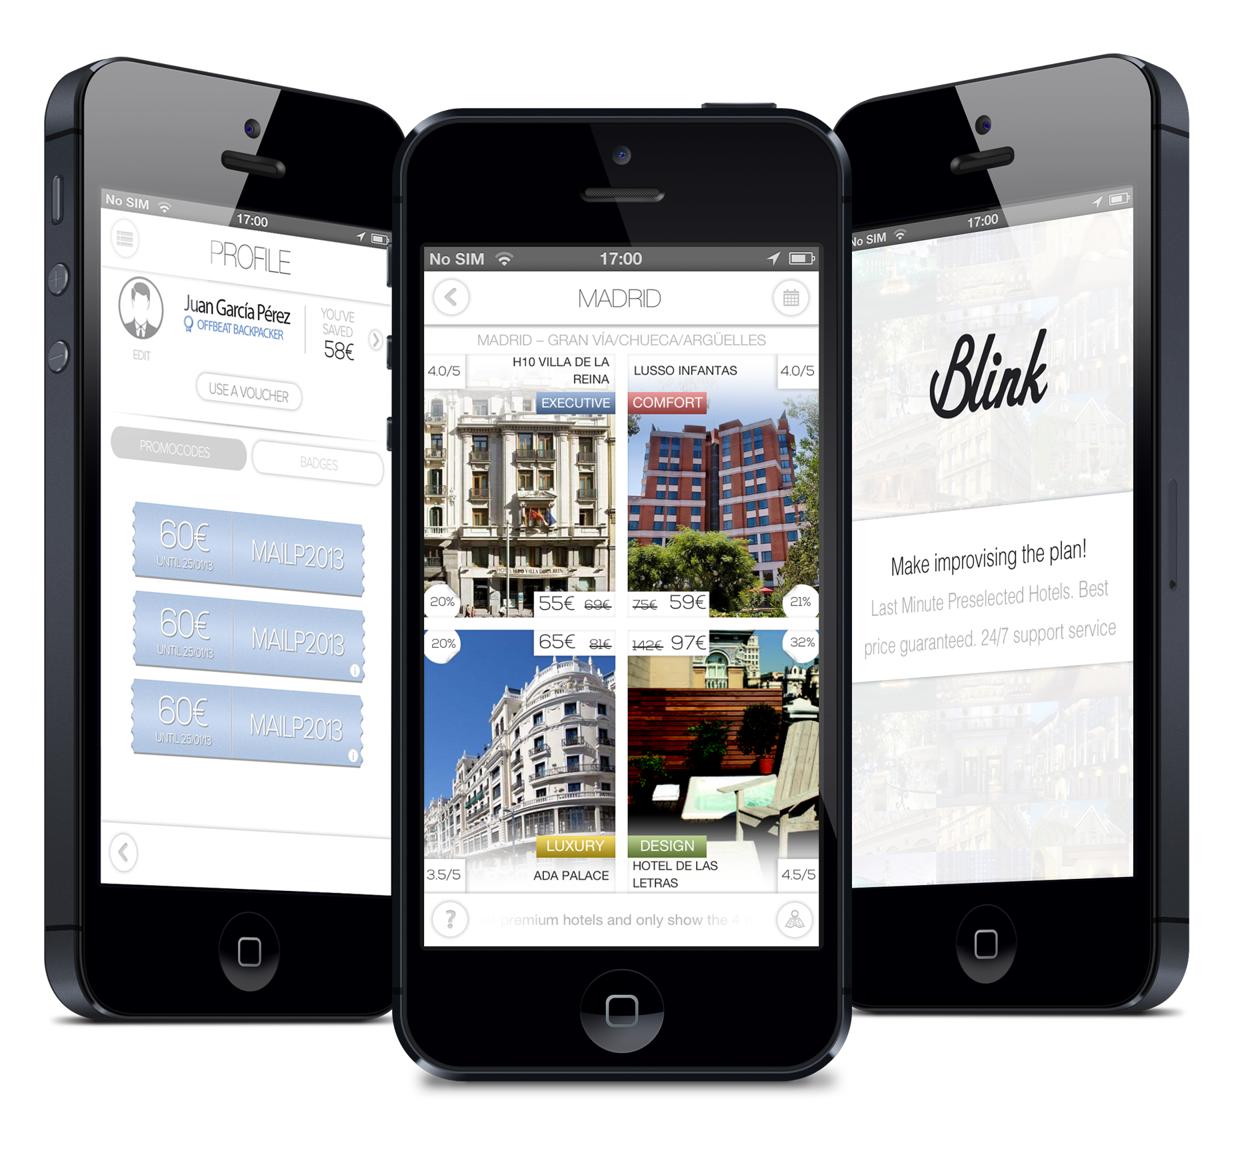 No SIM
17:00
PROFILE
Juan García Pérez
OFFBEAT BACKPACKER
EDIT
YOU'VE
SAVED
58€
USE A VOUCHER
PROMOCODES
BADGES
60€
UNTIL 25/01/13
MAILP2013
60€
UNTIL 25/01/13
MAILP2013
60€
UNTIL 25/01/13
MAILP2013
No SIM
17:00
MADRID
MADRID – GRAN VÍA/CHUECA/ARGÜELLES
4.0/5
H10 VILLA DE LA
REINA
EXECUTIVE
LUSSO INFANTAS
4.0/5
COMFORT
20%
55€ 69€
75€ 59€
21%
20%
65€ 81€
142€ 97€
32%
LUXURY
3.5/5
ADA PALACE
DESIGN
HOTEL DE LAS
LETRAS
4.5/5
?
premium hotels and only show the 4
No SIM
17:00
Blink
Make improvising the plan!
Last Minute Preselected Hotels. Best
price guaranteed. 24/7 support service